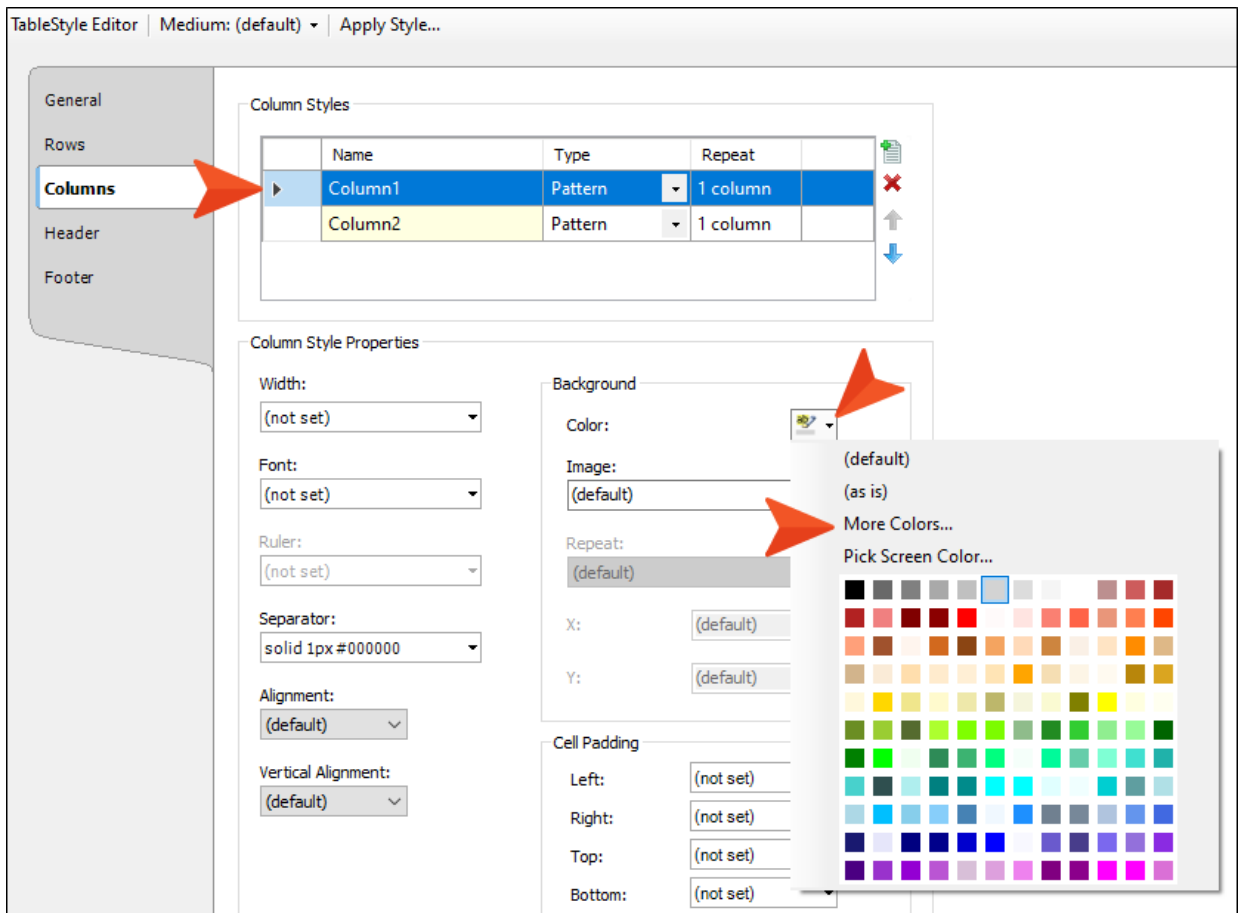 TableStyle Editor Medium: (default) Apply Style...
General
Rows
Columns
Header
Footer
Column Styles
Name Type Repeat
Column1 Pattern 1 column
Column2 Pattern 1 column
Column Style Properties
Width:
(not set)
Font:
(not set)
Ruler:
(not set)
Separator:
solid 1px #000000
Alignment:
(default)
Vertical Alignment:
(default)
Background
Color:
Image:
(default)
Repeat:
(default)
X: (default)
Y: (default)
Cell Padding
Left: (not set)
Right: (not set)
Top: (not set)
Bottom: (not set)
(default)
(as is)
More Colors...
Pick Screen Color...